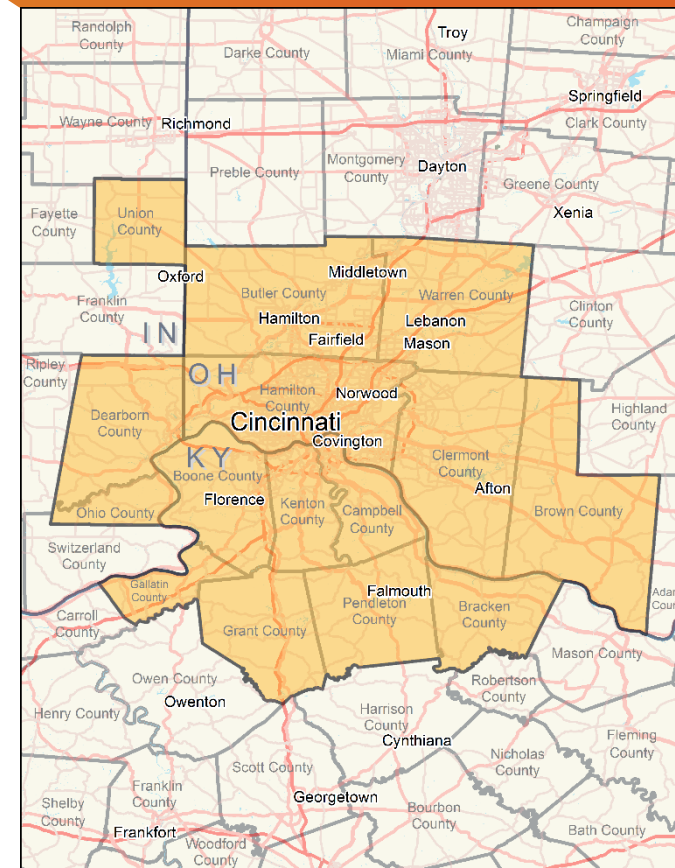 Randolph
County
Darke County
Troy
Miami County
Champaign
County
Springfield
Clark County
Wayne County
Richmond
Preble County
Montgomery
County
Dayton
Greene County
Xenia
Fayette
County
Union
County
Oxford
Franklin
County
Butler County
Middletown
Warren County
Clinton
County
Hamilton
Fairfield
Lebanon
Mason
IN
OH
Ripley
County
Hamilton
County
Norwood
Highland
County
Dearborn
County
Cincinnati
Covington
KY
Boone County
Florence
Kenton
County
Campbell
County
Clermont
County
Afton
Brown County
Ohio County
Switzerland
County
Gallatin
County
Carroll
County
Grant County
Falmouth
Pendleton
County
Bracken
County
Mason County
Owen County
Owenton
Robertson
County
Henry County
Harrison
County
Cynthiana
Nicholas
County
Fleming
County
Scott County
Franklin
County
Georgetown
Shelby
County
Bourbon
County
Frankfort
Woodford
County
Bath County